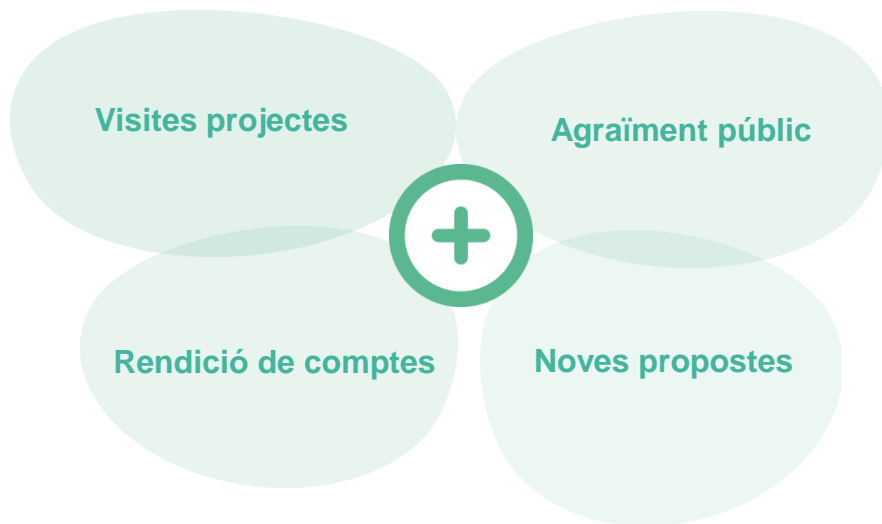 Visites projectes
Agraïment públic
Rendició de comptes
Noves propostes